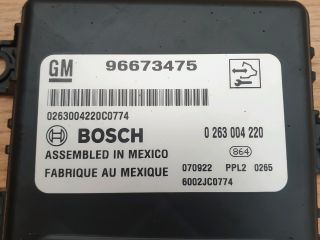 GM 96673475
0263004220C0774
BOSCH 0 263 004 220
ASSEMBLED IN MEXICO 864
FABRIQUE AU MEXIQUE 070922 PPL2 0265
6002JC0774